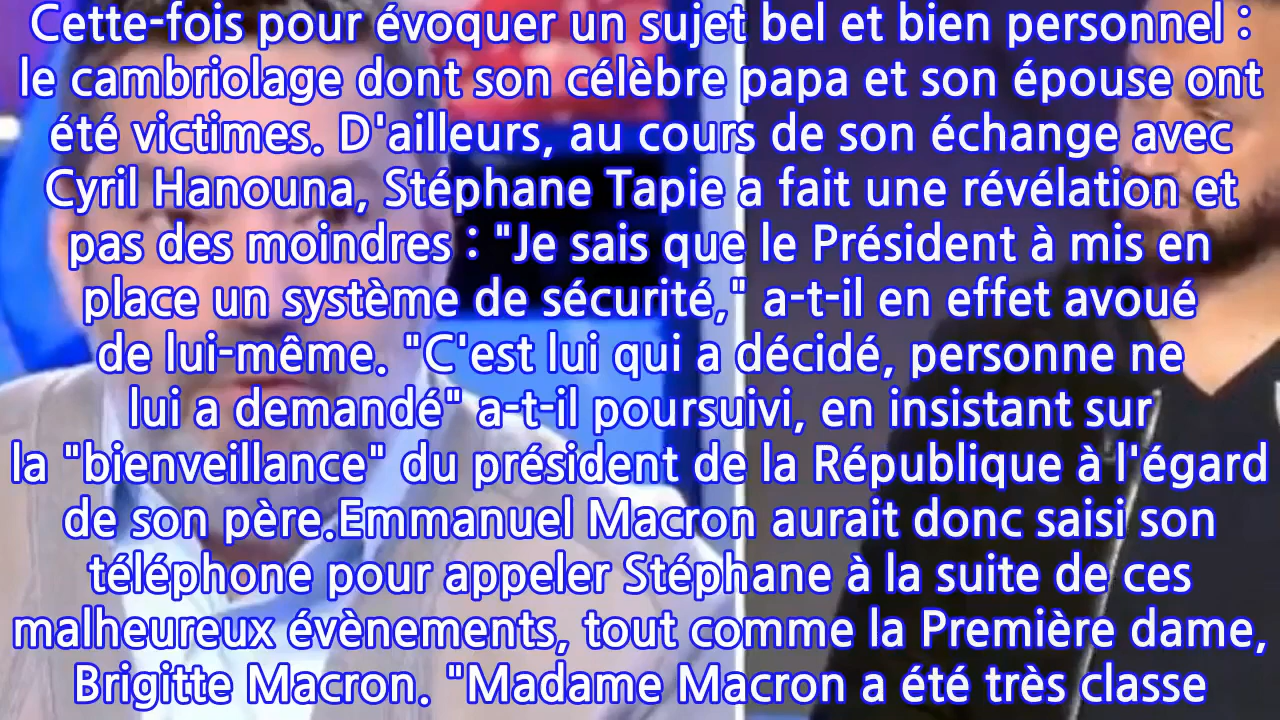 Cette-fois pour évoquer un sujet bel et bien personnel :
le cambriolage dont son célèbre papa et son épouse ont
été victimes. D'ailleurs, au cours de son échange avec
Cyril Hanouna, Stéphane Tapie a fait une révélation et
pas des moindres : "Je sais que le Président à mis en
place un système de sécurité," a-t-il en effet avoué
de lui-même. "C'est lui qui a décidé, personne ne
lui a demandé" a-t-il poursuivi, en insistant sur
la "bienveillance" du président de la République à l'égard
de son père.Emmanuel Macron aurait donc saisi son
téléphone pour appeler Stéphane à la suite de ces
malheureux évènements, tout comme la Première dame,
Brigitte Macron. "Madame Macron a été très classe